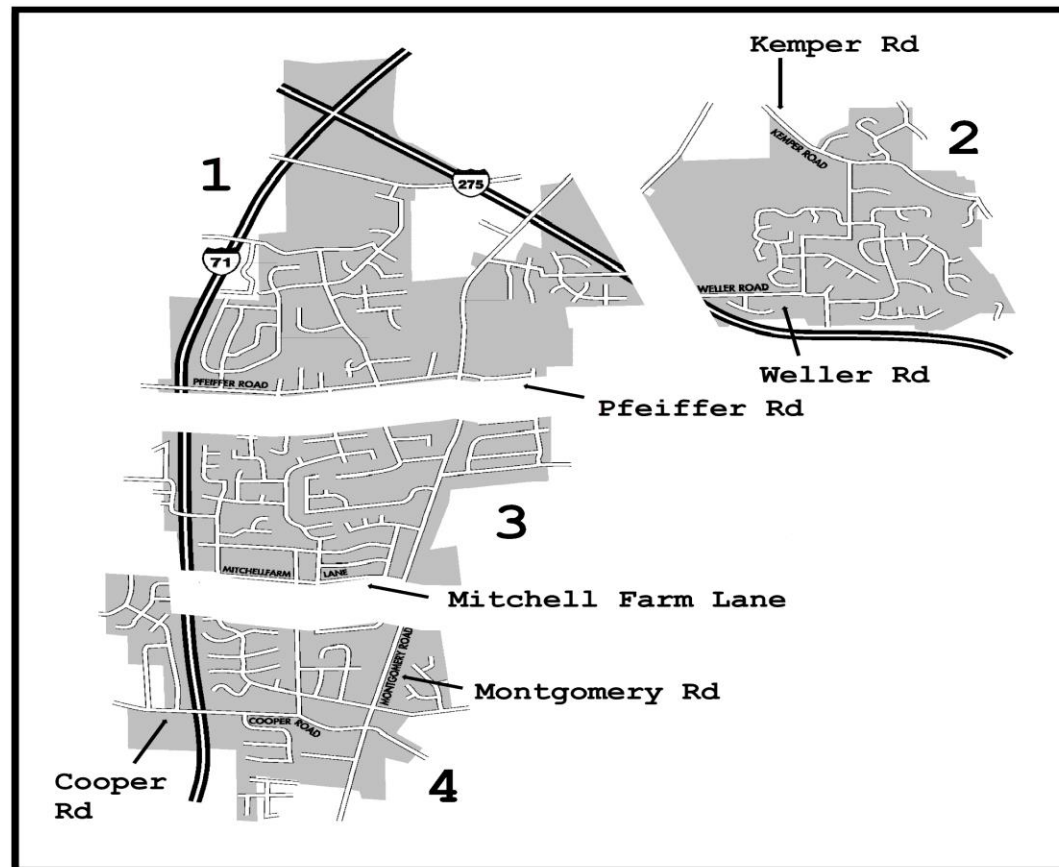 Kemper Rd
KEMPER ROAD
2
1
275
71
WELLER ROAD
Weller Rd
PFEIFFER ROAD
Pfeiffer Rd
3
MITCHELLFARM LANE
Mitchell Farm Lane
MONTGOMERY ROAD
Montgomery Rd
COOPER ROAD
Cooper
Rd
4